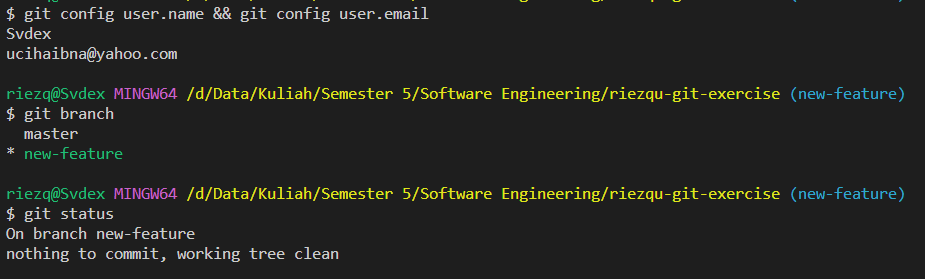 $ git config user.name && git config user.email
Svdex
ucihaibna@yahoo.com
riezq@Svdex MINGW64 /d/Data/Kuliah/Semester 5/Software Engineering/riezqu-git-exercise (new-feature)
$ git branch
  master
* new-feature
riezq@Svdex MINGW64 /d/Data/Kuliah/Semester 5/Software Engineering/riezqu-git-exercise (new-feature)
$ git status
On branch new-feature
nothing to commit, working tree clean